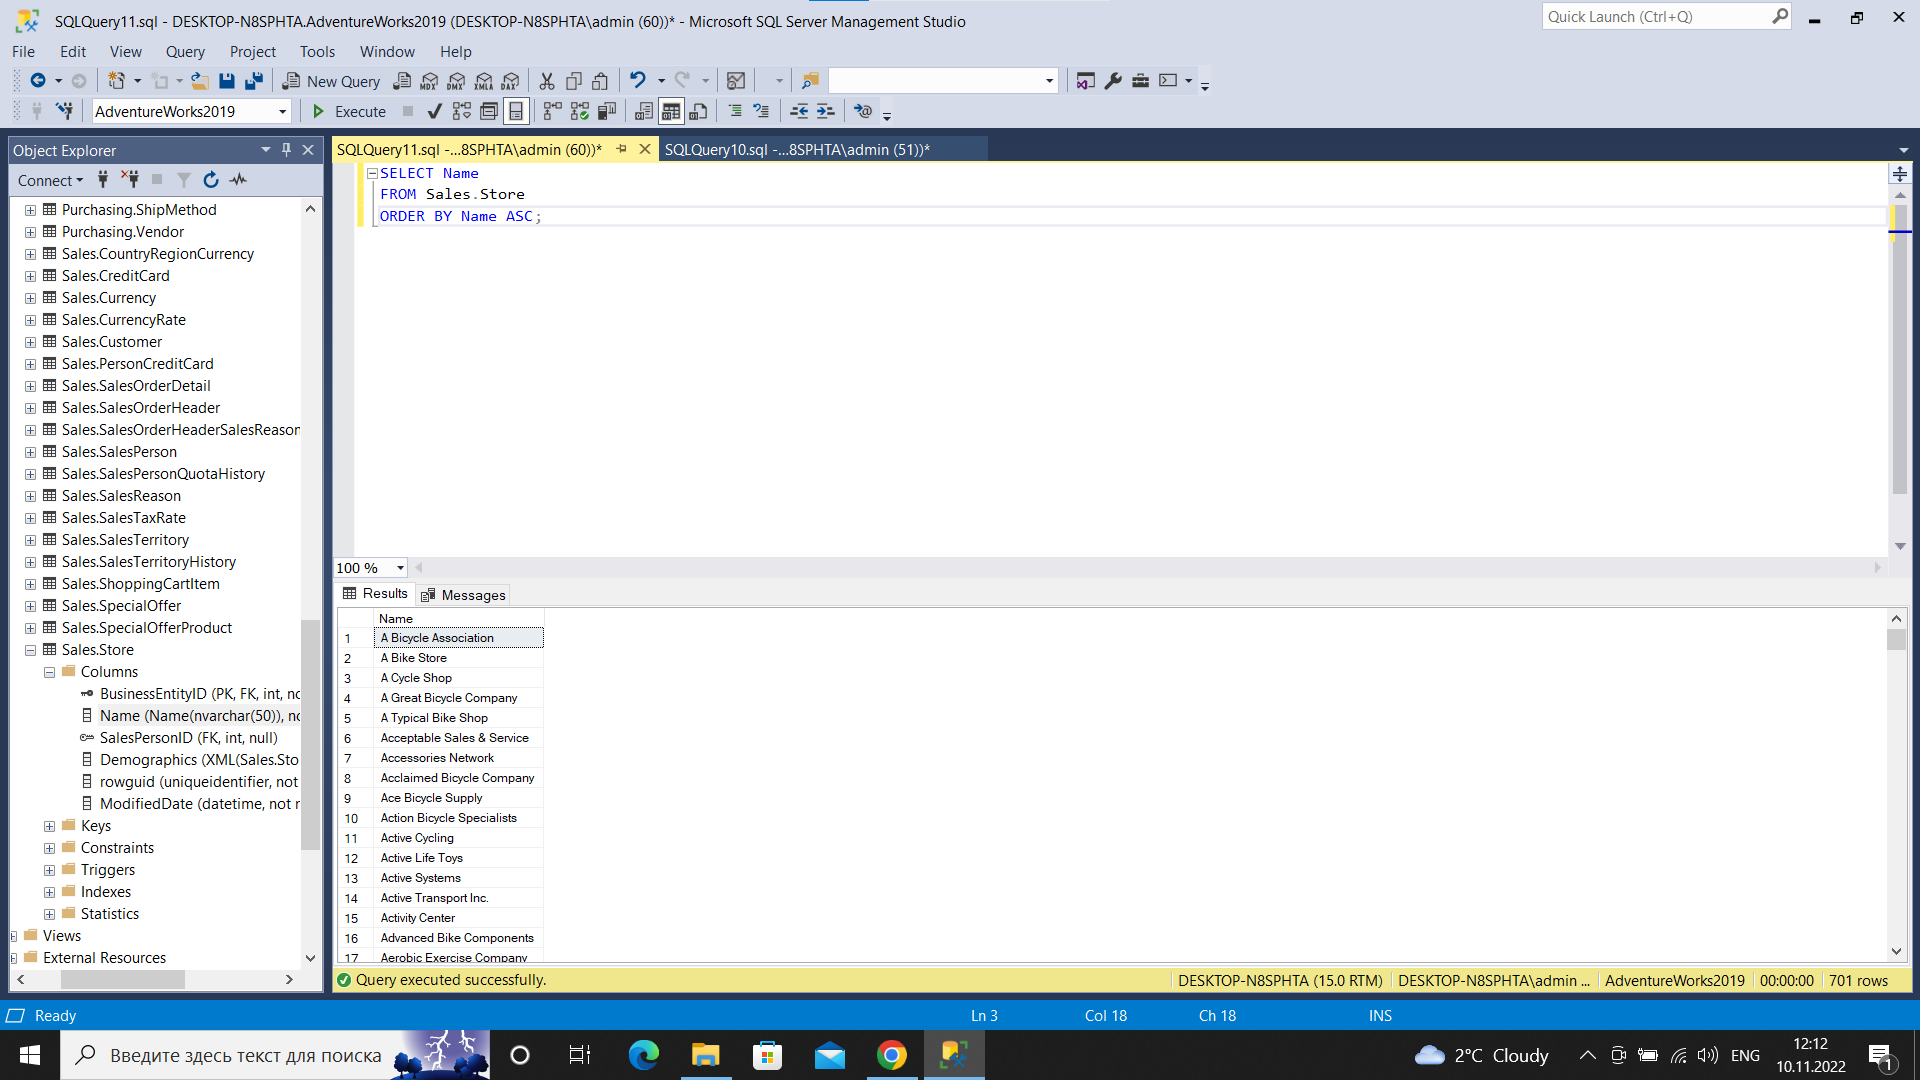 SQLQuery11.sql - DESKTOP-N8SPHTA.AdventureWorks2019 (DESKTOP-N8SPHTA\admin (60))* - Microsoft SQL Server Management Studio
Quick Launch (Ctrl+Q)
File Edit View Query Project Tools Window Help
New Query
MDX DMX XMLA DAX
AdventureWorks2019
Execute
Object Explorer
Connect
Purchasing.ShipMethod
Purchasing.Vendor
Sales.CountryRegionCurrency
Sales.CreditCard
Sales.Currency
Sales.CurrencyRate
Sales.Customer
Sales.PersonCreditCard
Sales.SalesOrderDetail
Sales.SalesOrderHeader
Sales.SalesOrderHeaderSalesReason
Sales.SalesPerson
Sales.SalesPersonQuotaHistory
Sales.SalesReason
Sales.SalesTaxRate
Sales.SalesTerritory
Sales.SalesTerritoryHistory
Sales.ShoppingCartItem
Sales.SpecialOffer
Sales.SpecialOfferProduct
Sales.Store
Columns
BusinessEntityID (PK, FK, int, nc
Name (Name(nvarchar(50)), nc
SalesPersonID (FK, int, null)
Demographics (XML(Sales.Sto
rowguid (uniqueidentifier, not
ModifiedDate (datetime, not r
Keys
Constraints
Triggers
Indexes
Statistics
Views
External Resources
SQLQuery11.sql -...8SPHTA\admin (60))*
SQLQuery10.sql -...8SPHTA\admin (51))*
SELECT Name
FROM Sales.Store
ORDER BY Name ASC;
100 %
Results
Messages
Name
1 A Bicycle Association
2 A Bike Store
3 A Cycle Shop
4 A Great Bicycle Company
5 A Typical Bike Shop
6 Acceptable Sales & Service
7 Accessories Network
8 Acclaimed Bicycle Company
9 Ace Bicycle Supply
10 Action Bicycle Specialists
11 Active Cycling
12 Active Life Toys
13 Active Systems
14 Active Transport Inc.
15 Activity Center
16 Advanced Bike Components
17 Aerobic Exercise Company
Query executed successfully.
DESKTOP-N8SPHTA (15.0 RTM)
DESKTOP-N8SPHTA\admin ...
AdventureWorks2019
00:00:00
701 rows
Ready
Ln 3
Col 18
Ch 18
INS
Введите здесь текст для поиска
2°C Cloudy
ENG
12:12
10.11.2022
1